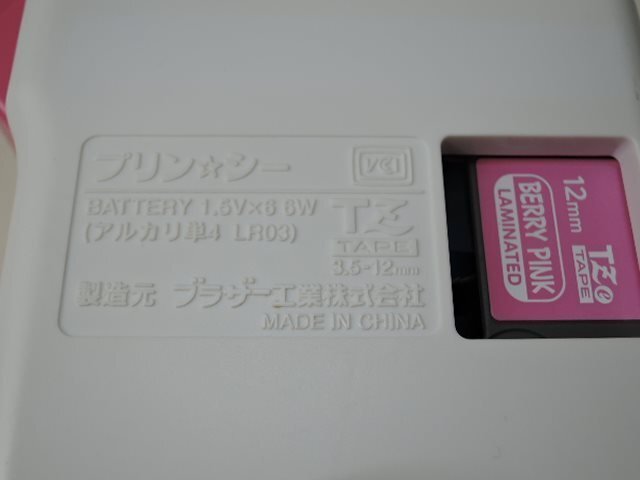 プリン☆シー
VCCI
BATTERY 1.5V×6 6W
(アルカリ単4 LR03)
TZ
TAPE
3.5-12mm
製造元 ブラザー工業株式会社
MADE IN CHINA
12mm
BERRY PINK
LAMINATED
TZe
TAPE